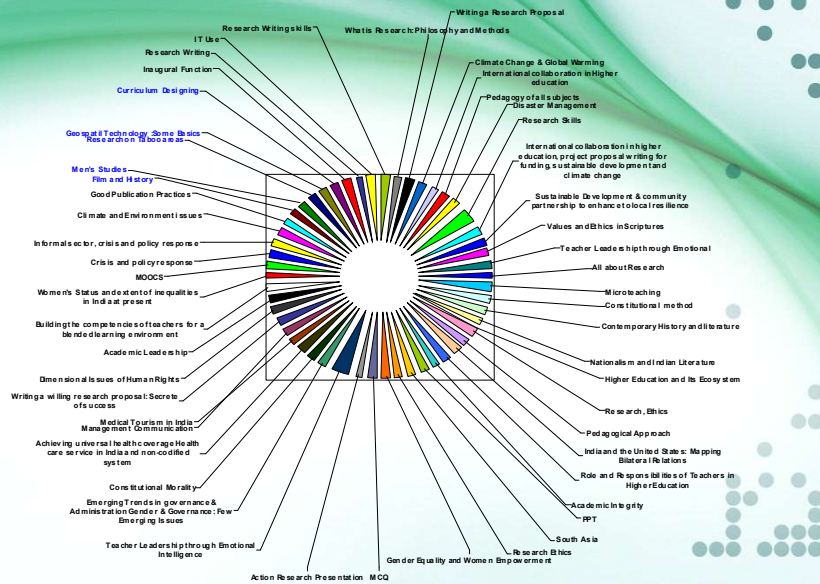 Writing a Research Proposal
What is Research: Philosophy and Methods
Climate Change & Global Warming
International collaboration in Higher
education
Pedagogy of all subjects
Disaster Management
Research Skills
International collaboration in higher
education, project proposal writing for
funding, sustainable development and
climate change
Sustainable Development & community
partnership to enhance tolocal resilience
Values and Ethics in Scriptures
Teacher Leadership through Emotional
All about Research
Microteaching
Constitutional method
Contemporary History and literature
Nationalism and Indian Literature
Higher Education and Its Ecosystem
Research, Ethics
Pedagogical Approach
India and the United States: Mapping
Bilateral Relations
Role and Responsibilities of Teachers in
Higher Education
Academic Integrity
PPT
South Asia
Research Ethics
Gender Equality and Women Empowerment
MCQ
Action Research Presentation
Teacher Leadership through Emotional
Intelligence
Emerging Trends in governance &
Administration Gender & Governance: Few
Emerging Issues
Constitutional Morality
Achieving universal health coverage Health
care service in India and non-codified
system
Management Communication
Medical Tourism in India
Writing a willing research proposal: Secrete
of success
Dimensional Issues of Human Rights
Academic Leadership
Building the competencies of teachers for a
blended learning environment
Women's Status and extent of inequalities
in India at present
MOOCS
Crisis and policy response
Informal sector, crisis and policy response
Climate and Environment issues
Good Publication Practices
Film and History
Men's Studies
Research on Taboo areas
Geospatil Technology :Some Basics
Curriculum Designing
Inaugural Function
Research Writing
IT Use
Research Writing skills